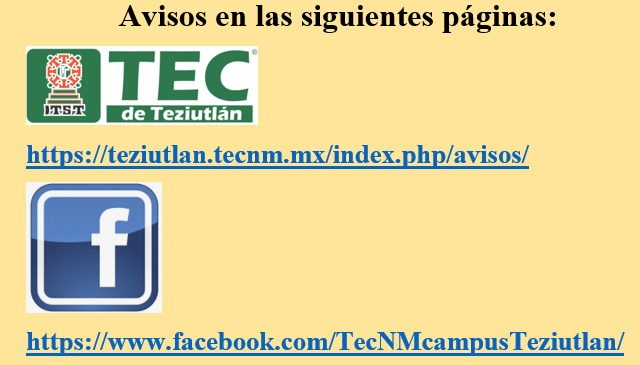 Avisos en las siguientes páginas:
I.T.S.T.
TEC®
de Teziutlán
https://teziutlan.tecnm.mx/index.php/avisos/
f
https://www.facebook.com/TecNMcampusTeziutlan/